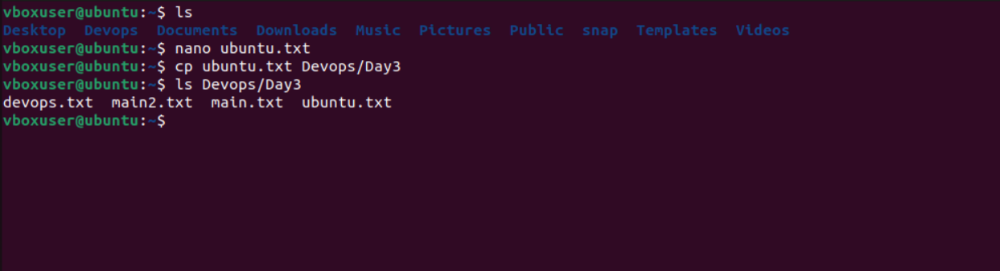 vboxuser@ubuntu:~$ ls
Desktop  Devops  Documents  Downloads  Music  Pictures  Public  snap  Templates  Videos
vboxuser@ubuntu:~$ nano ubuntu.txt
vboxuser@ubuntu:~$ cp ubuntu.txt Devops/Day3
vboxuser@ubuntu:~$ ls Devops/Day3
devops.txt  main2.txt  main.txt  ubuntu.txt
vboxuser@ubuntu:~$